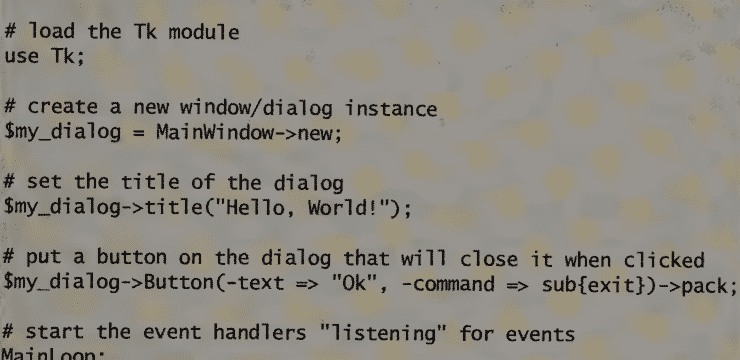 # load the Tk module
use Tk;
# create a new window/dialog instance
$my_dialog = MainWindow->new;
# set the title of the dialog
$my_dialog->title("Hello, World!");
# put a button on the dialog that will close it when clicked
$my_dialog->Button(-text => "Ok", -command => sub{exit})->pack;
# start the event handlers "listening" for events
MainLoop;